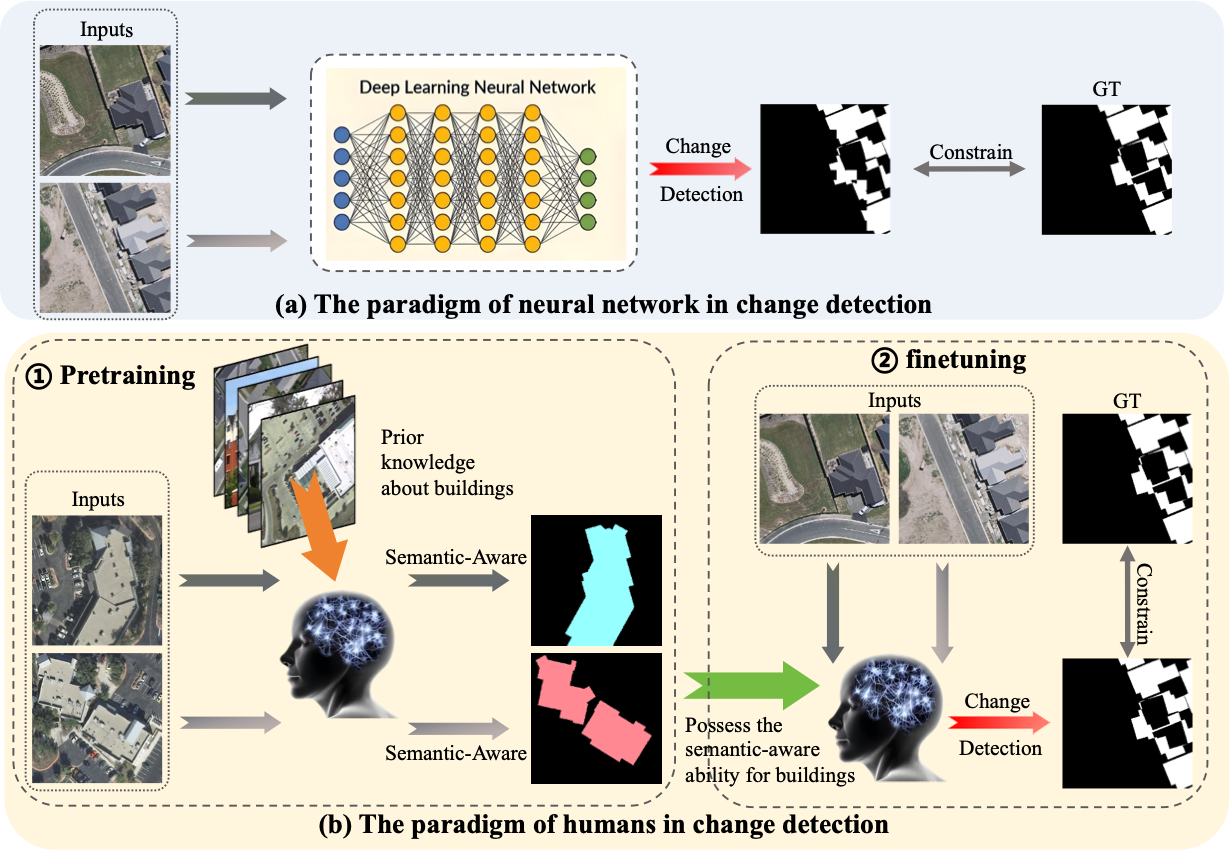 Inputs
Deep Learning Neural Network
Change
Detection
Constrain
GT
(a) The paradigm of neural network in change detection
① Pretraining
Prior
knowledge
about buildings
Inputs
Semantic-Aware
Semantic-Aware
Possess the
semantic-aware
ability for buildings
② finetuning
Inputs
GT
Constrain
Change
Detection
(b) The paradigm of humans in change detection